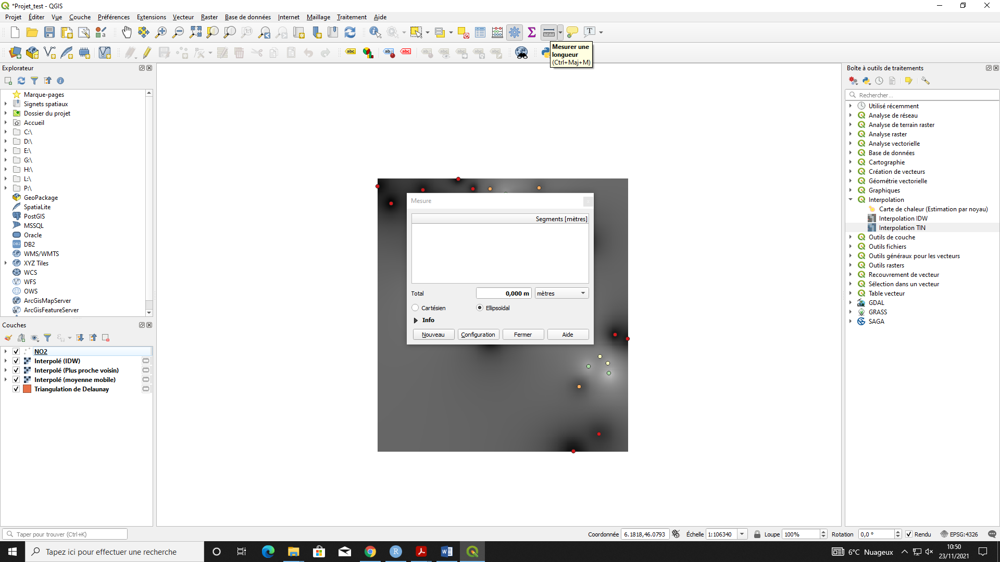 *Projet_test - QGIS
Projet Éditer Vue Couche Préférences Extensions Vecteur Raster Base de données Internet Maillage Traitement Aide
Mesurer une
longueur
(Ctrl+Maj+M)
Explorateur
Marque-pages
Signets spatiaux
Dossier du projet
Accueil
C:\
D:\
E:\
G:\
H:\
L:\
P:\
GeoPackage
SpatiaLite
PostGIS
MSSQL
Oracle
DB2
WMS/WMTS
XYZ Tiles
WCS
WFS
OWS
ArcGisMapServer
ArcGisFeatureServer
Couches
NO2
Interpolé (IDW)
Interpolé (Plus proche voisin)
Interpolé (moyenne mobile)
Triangulation de Delaunay
Mesure
Segments [mètres]
Total 0,000 m mètres
Cartésien Ellipsoïdal
Info
Nouveau Configuration Fermer Aide
Boîte à outils de traitements
Rechercher...
Utilisé récemment
Analyse de réseau
Analyse de terrain raster
Analyse raster
Analyse vectorielle
Base de données
Cartographie
Création de vecteurs
Géométrie vectorielle
Graphiques
Interpolation
Carte de chaleur (Estimation par noyau)
Interpolation IDW
Interpolation TIN
Outils de couche
Outils fichiers
Outils généraux pour les vecteurs
Outils rasters
Recouvrement de vecteur
Sélection dans un vecteur
Table vecteur
GDAL
GRASS
SAGA
Taper pour trouver (Ctrl+K)
Coordonnée 6.1818,46.0793 Échelle 1:106340 Loupe 100% Rotation 0,0 ° Rendu EPSG:4326
Tapez ici pour effectuer une recherche
6°C Nuageux
10:50
23/11/2021